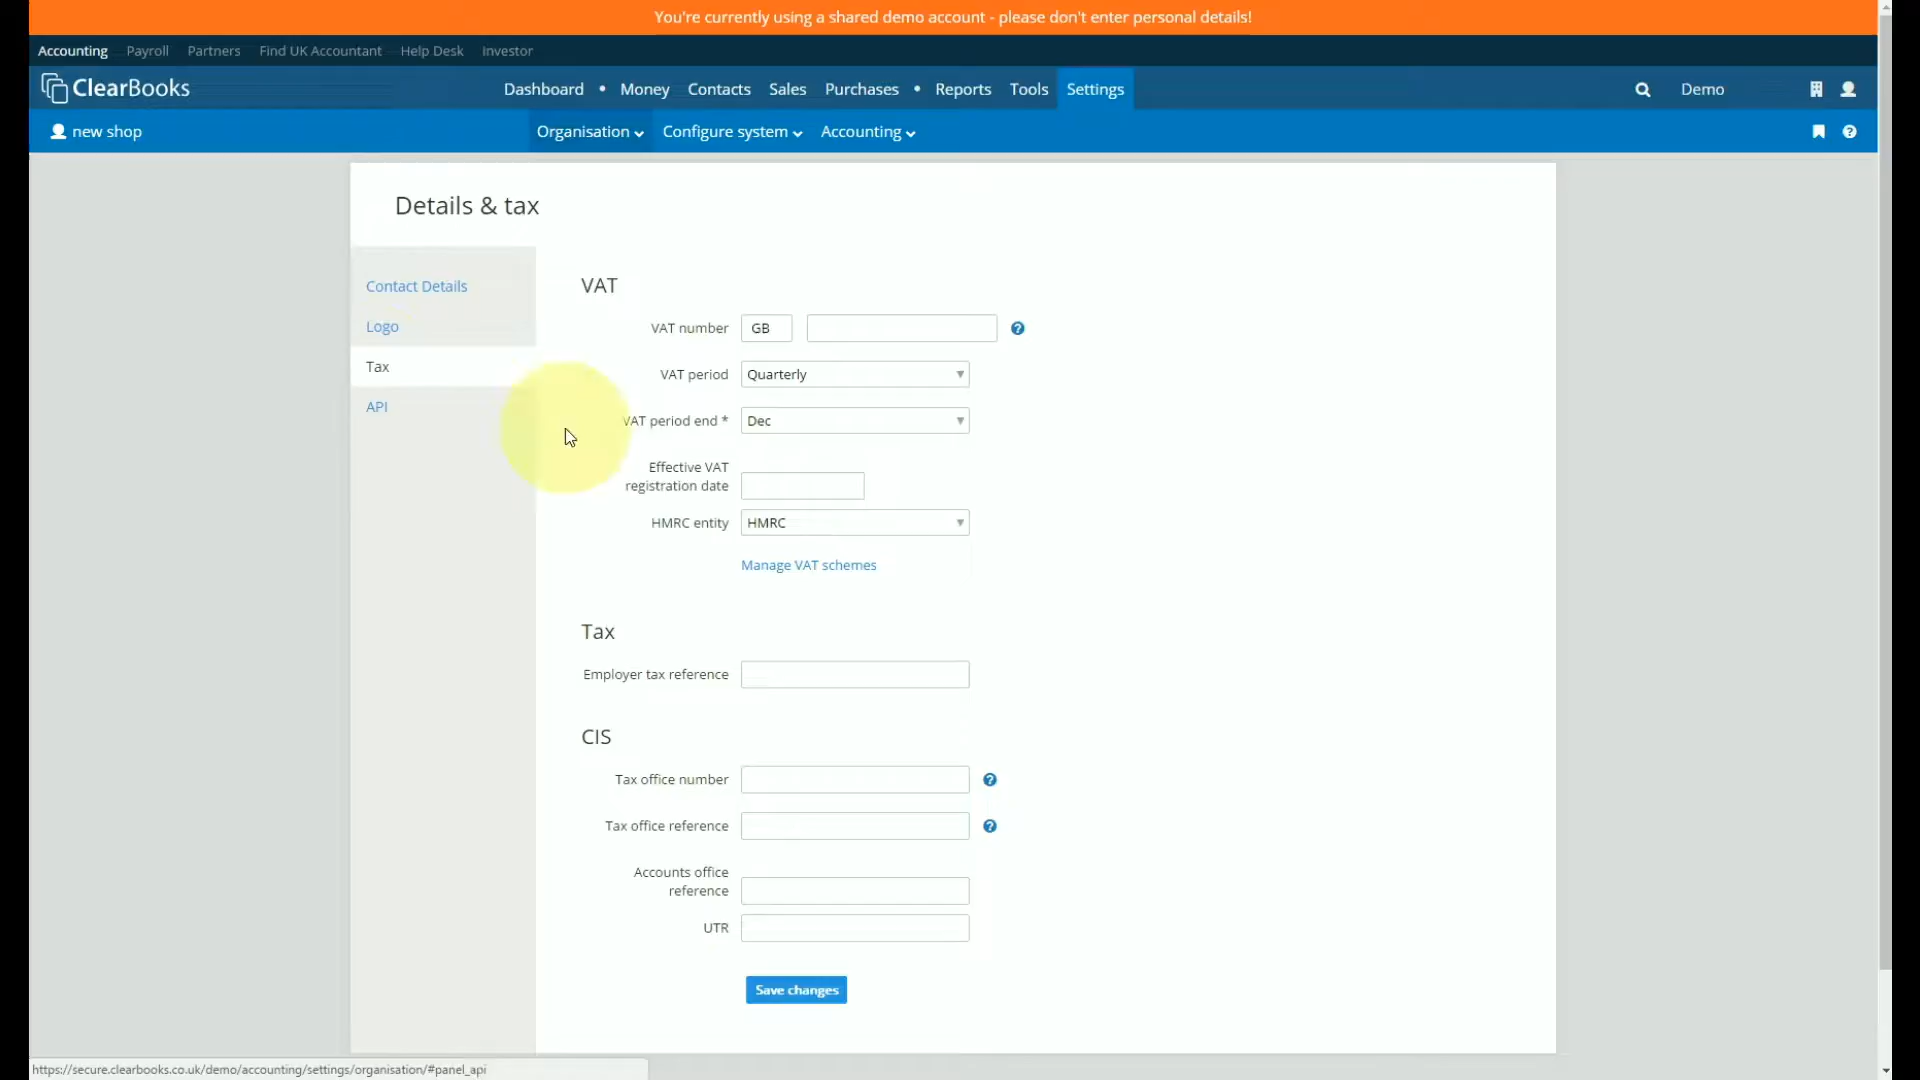 You're currently using a shared demo account - please don't enter personal details!
Accounting Payroll Partners Find UK Accountant Help Desk Investor
ClearBooks Dashboard • Money Contacts Sales Purchases • Reports Tools Settings Demo
new shop Organisation Configure system Accounting
Details & tax
Contact Details
Logo
Tax
API
VAT
VAT number GB
VAT period Quarterly
VAT period end * Dec
Effective VAT
registration date
HMRC entity HMRC
Manage VAT schemes
Tax
Employer tax reference
CIS
Tax office number
Tax office reference
Accounts office
reference
UTR
Save changes
https://secure.clearbooks.co.uk/demo/accounting/settings/organisation/#panel_api